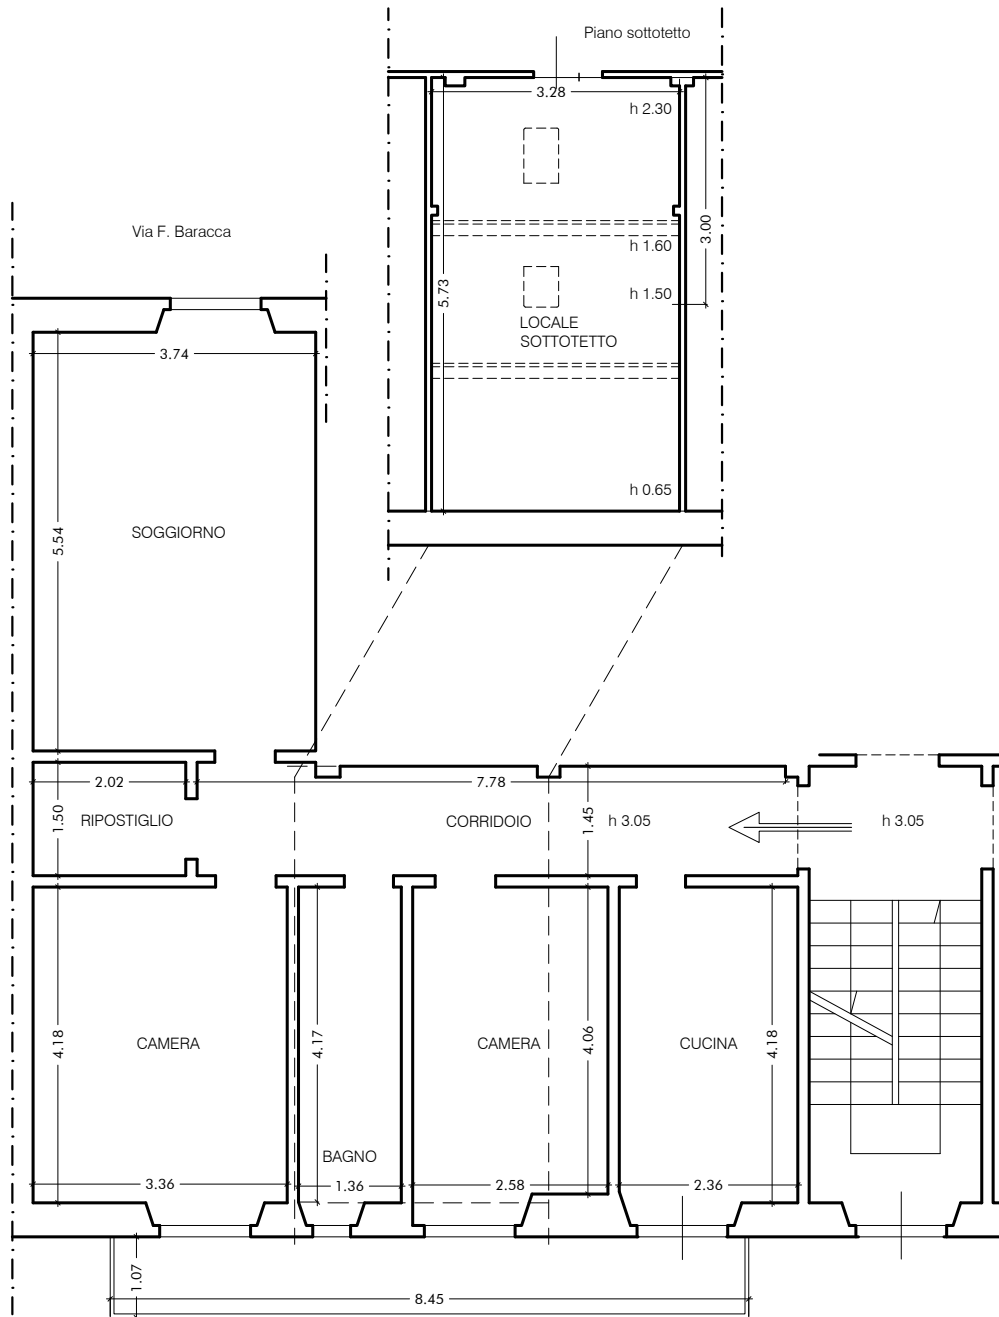 Piano sottotetto
3.28
h 2.30
3.00
Via F. Baracca
h 1.60
5.73
h 1.50
LOCALE
SOTTOTETTO
3.74
h 0.65
5.54
SOGGIORNO
2.02
7.78
1.50
RIPOSTIGLIO
CORRIDOIO
1.45
h 3.05
h 3.05
4.18
CAMERA
4.17
CAMERA
4.06
CUCINA
4.18
BAGNO
3.36
1.36
2.58
2.36
1.07
8.45